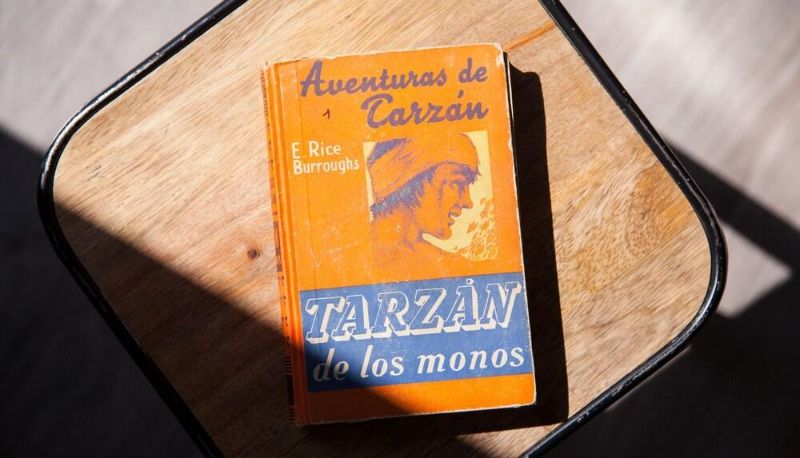 Aventuras de
Tarzán
1
E. Rice
Burroughs
TARZÁN
de los monos